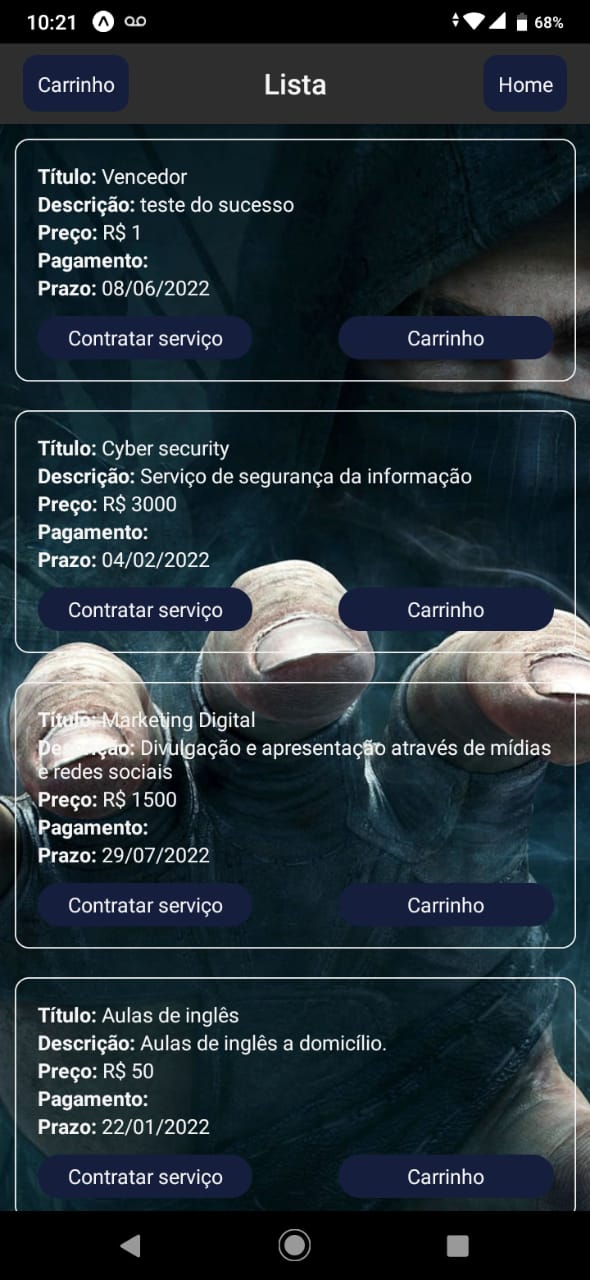 10:21 68%
Carrinho Lista Home
Título: Vencedor
Descrição: teste do sucesso
Preço: R$ 1
Pagamento:
Prazo: 08/06/2022
Contratar serviço Carrinho
Título: Cyber security
Descrição: Serviço de segurança da informação
Preço: R$ 3000
Pagamento:
Prazo: 04/02/2022
Contratar serviço Carrinho
Título: Marketing Digital
Descrição: Divulgação e apresentação através de mídias
e redes sociais
Preço: R$ 1500
Pagamento:
Prazo: 29/07/2022
Contratar serviço Carrinho
Título: Aulas de inglês
Descrição: Aulas de inglês a domicílio.
Preço: R$ 50
Pagamento:
Prazo: 22/01/2022
Contratar serviço Carrinho